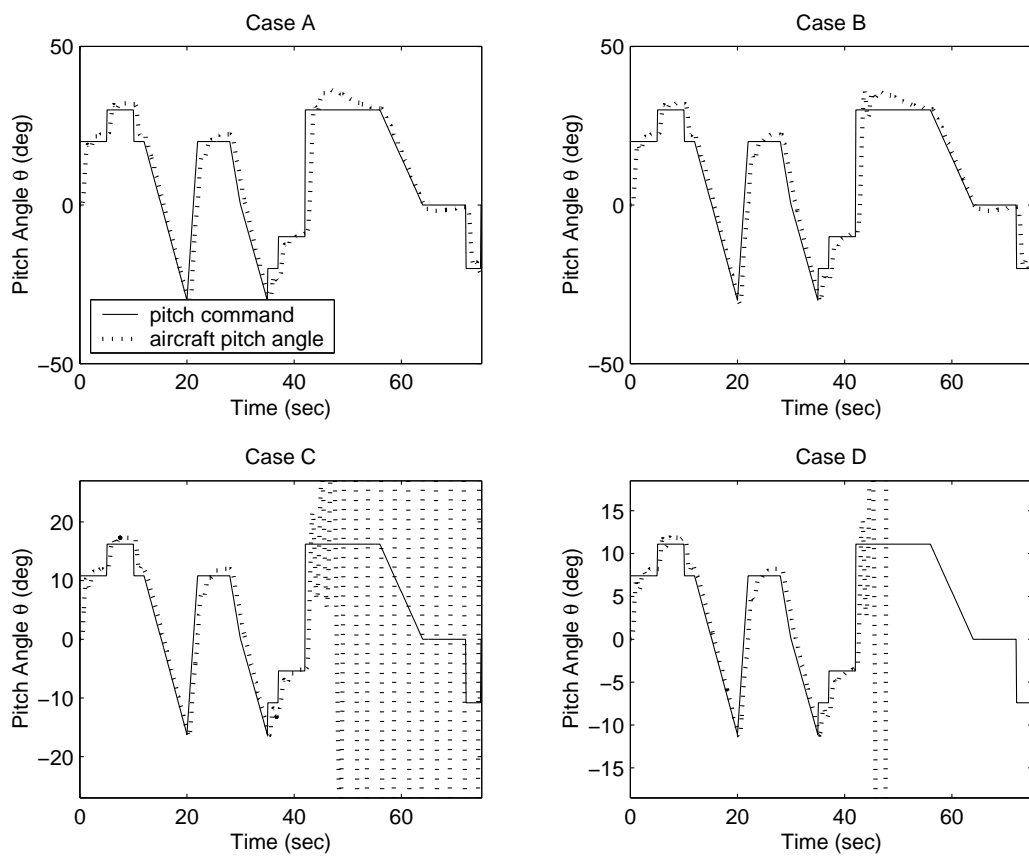 Case A
50
0
−50
Pitch Angle θ (deg)
pitch command
aircraft pitch angle
0
20
40
60
Time (sec)
Case B
50
0
−50
Pitch Angle θ (deg)
0
20
40
60
Time (sec)
Case C
20
10
0
−10
−20
Pitch Angle θ (deg)
0
20
40
60
Time (sec)
Case D
15
10
5
0
−5
−10
−15
Pitch Angle θ (deg)
0
20
40
60
Time (sec)